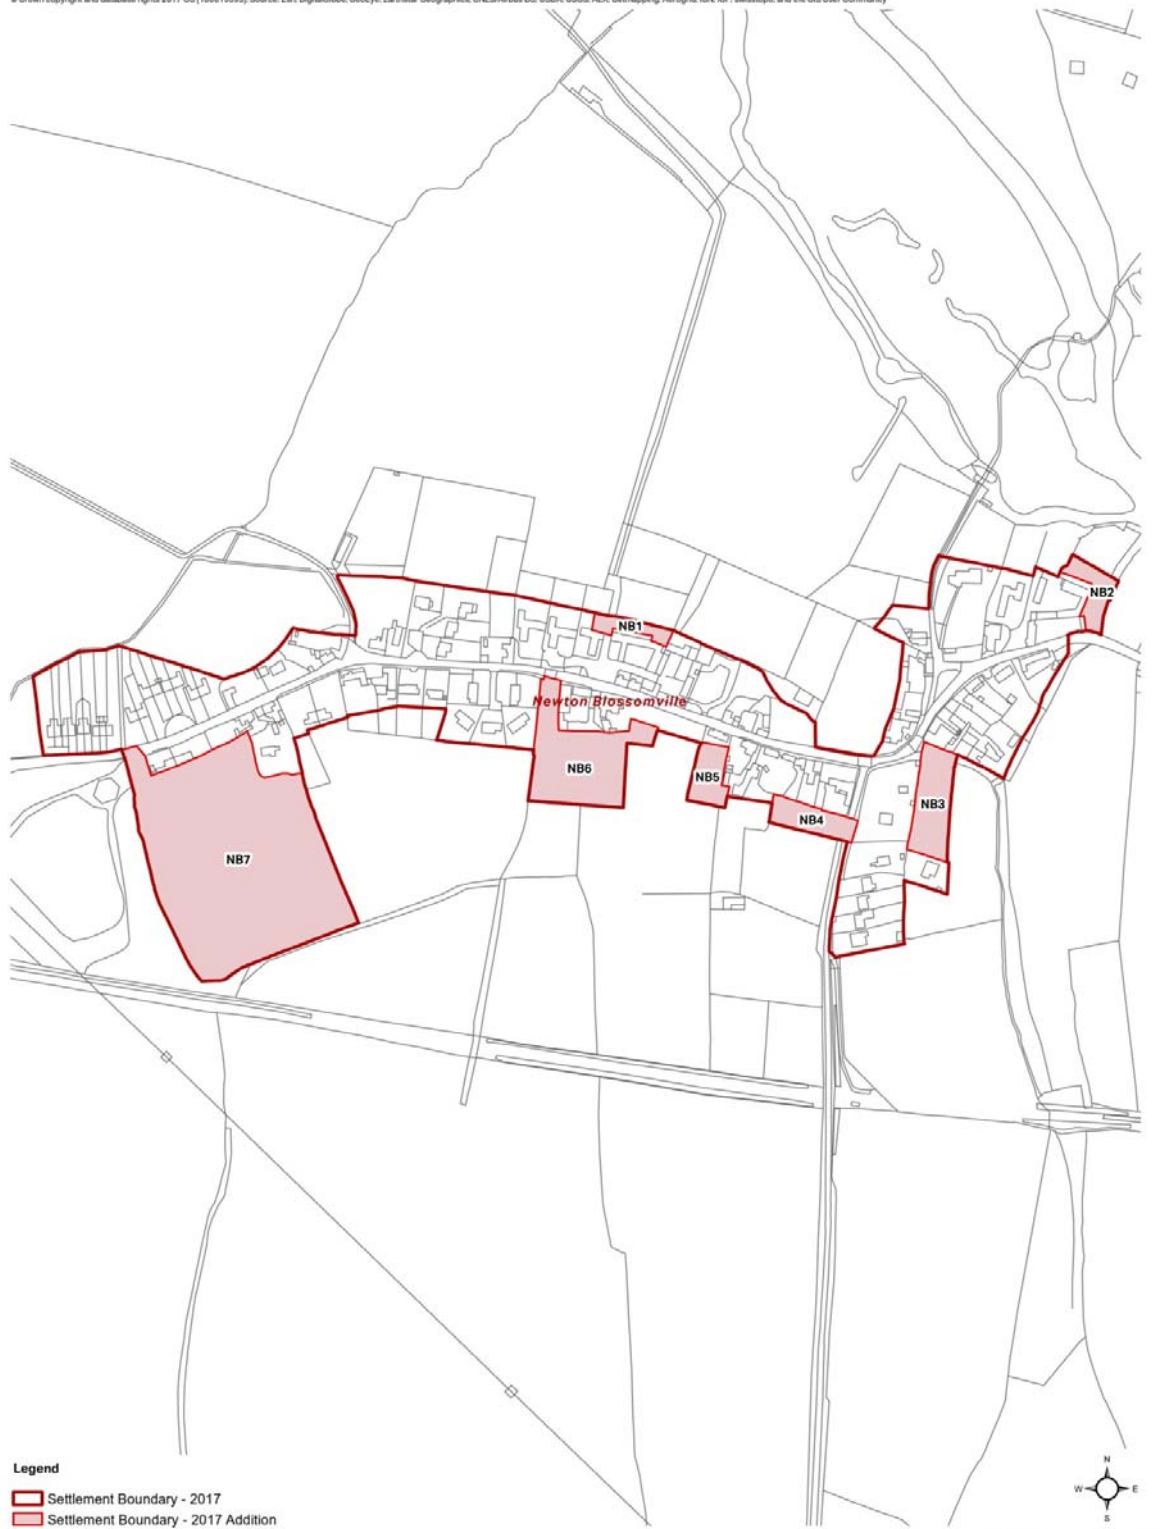 NB1
NB2
Newton Blossomville
NB6
NB5
NB3
NB4
NB7
Legend
Settlement Boundary - 2017
Settlement Boundary - 2017 Addition
N
W E
S